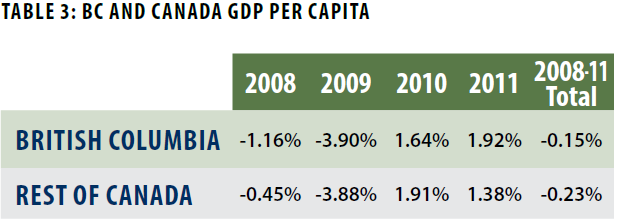 TABLE 3: BC AND CANADA GDP PER CAPITA
2008 2009 2010 2011 2008-11 Total
BRITISH COLUMBIA -1.16% -3.90% 1.64% 1.92% -0.15%
REST OF CANADA -0.45% -3.88% 1.91% 1.38% -0.23%